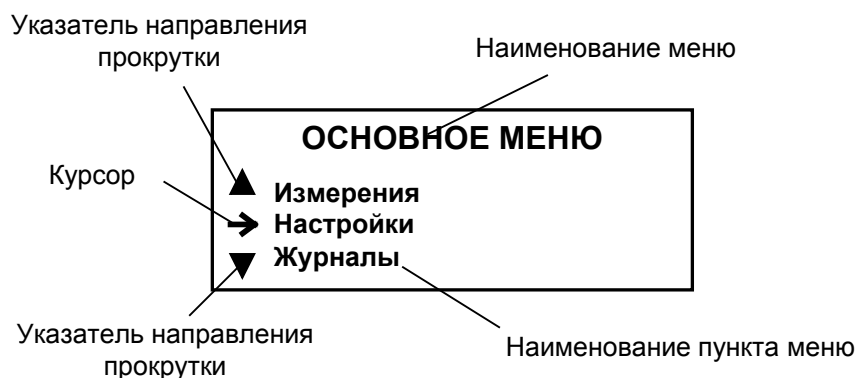 Указатель направления
прокрутки
Наименование меню
ОСНОВНОЕ МЕНЮ
Курсор
Измерения
Настройки
Журналы
Указатель направления
прокрутки
Наименование пункта меню